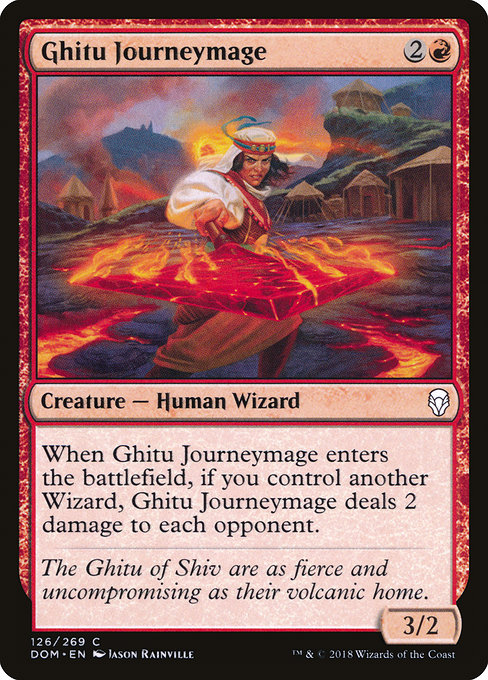 Ghitu Journeymage 2
Creature — Human Wizard
When Ghitu Journeymage enters
the battlefield, if you control another
Wizard, Ghitu Journeymage deals 2
damage to each opponent.
The Ghitu of Shiv are as fierce and
uncompromising as their volcanic home.
3/2
126/269 C
DOM • EN Jason Rainville
™ & © 2018 Wizards of the Coast